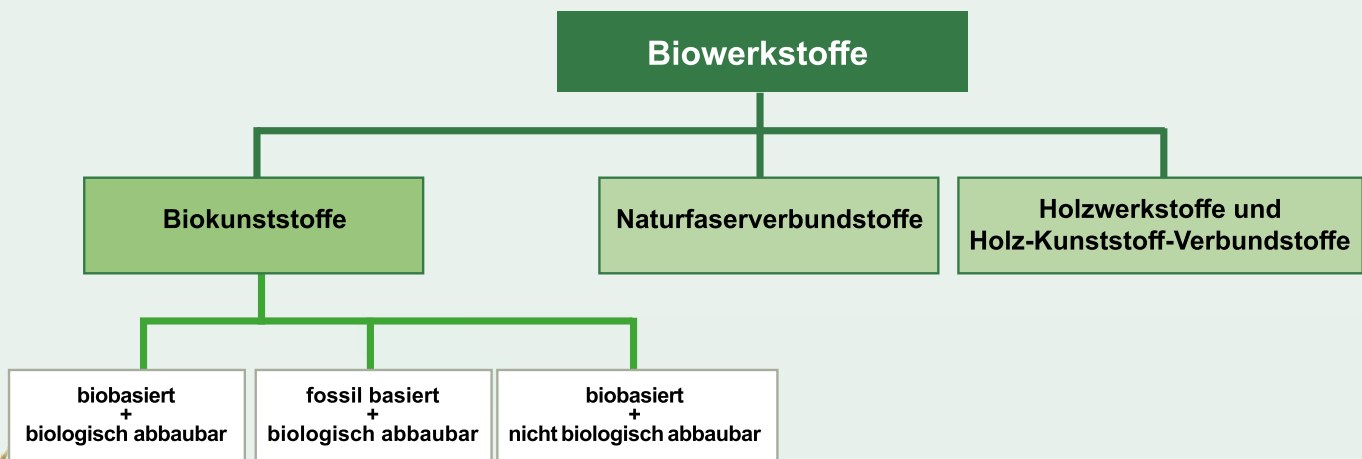 Biowerkstoffe
Biokunststoffe
Naturfaserverbundstoffe
Holzwerkstoffe und
Holz-Kunststoff-Verbundstoffe
biobasiert
+
biologisch abbaubar
fossil basiert
+
biologisch abbaubar
biobasiert
+
nicht biologisch abbaubar